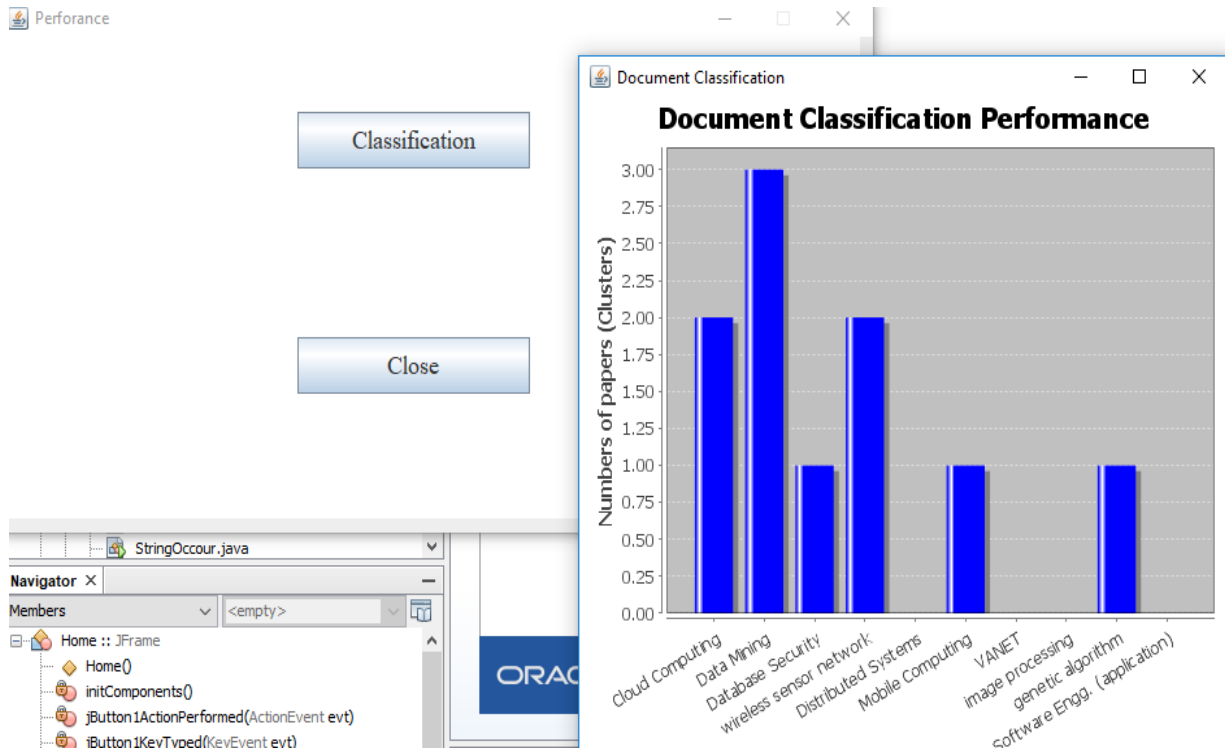 Perforance
Classification
Close
StringOccour.java
Navigator X
Members
<empty>
Home :: JFrame
Home()
initComponents()
jButton1ActionPerformed(ActionEvent evt)
jButton1KeyTyped(KeyEvent evt)
Document Classification
Document Classification Performance
Numbers of papers (Clusters)
3.00
2.75
2.50
2.25
2.00
1.75
1.50
1.25
1.00
0.75
0.50
0.25
0.00
Cloud Computing
Data Mining
Database Security
wireless sensor network
Distributed Systems
Mobile Computing
VANET
image processing
genetic algorithm
Software Engg. (application)